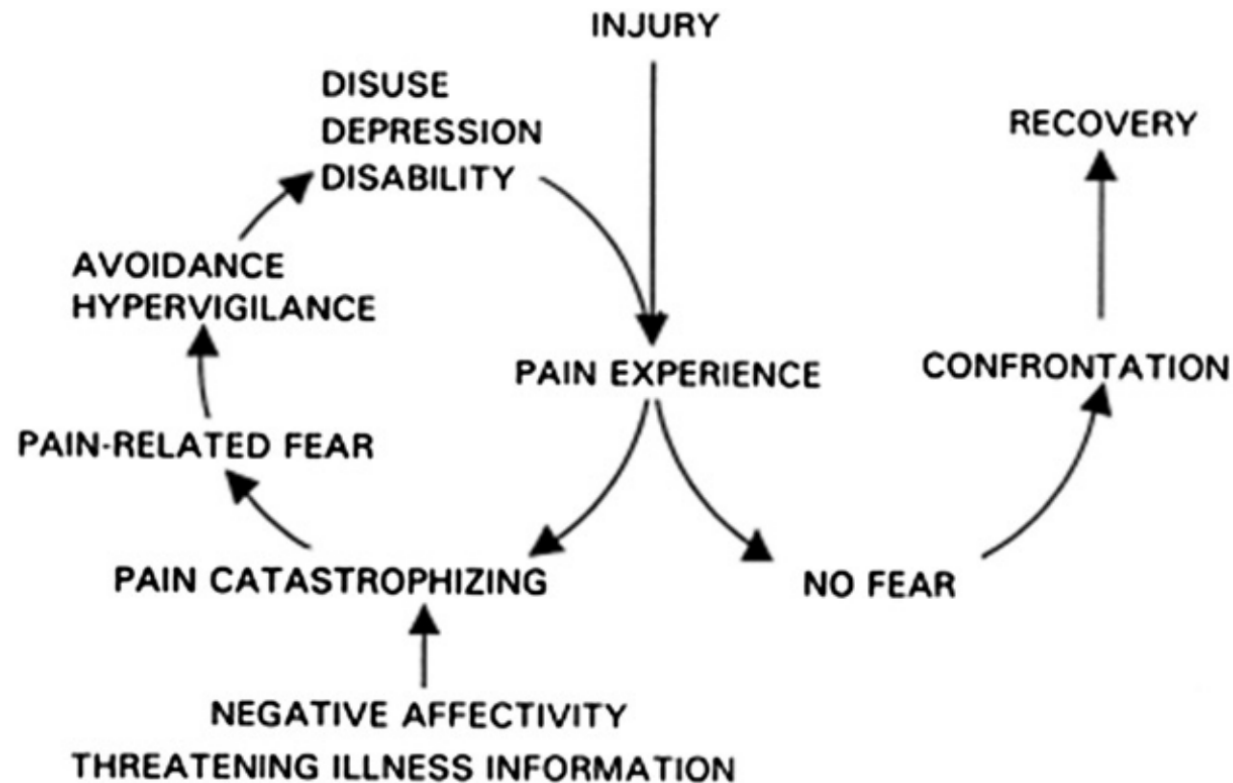 INJURY
DISUSE
DEPRESSION
DISABILITY
RECOVERY
AVOIDANCE
HYPERVIGILANCE
PAIN EXPERIENCE
CONFRONTATION
PAIN-RELATED FEAR
PAIN CATASTROPHIZING
NO FEAR
NEGATIVE AFFECTIVITY
THREATENING ILLNESS INFORMATION